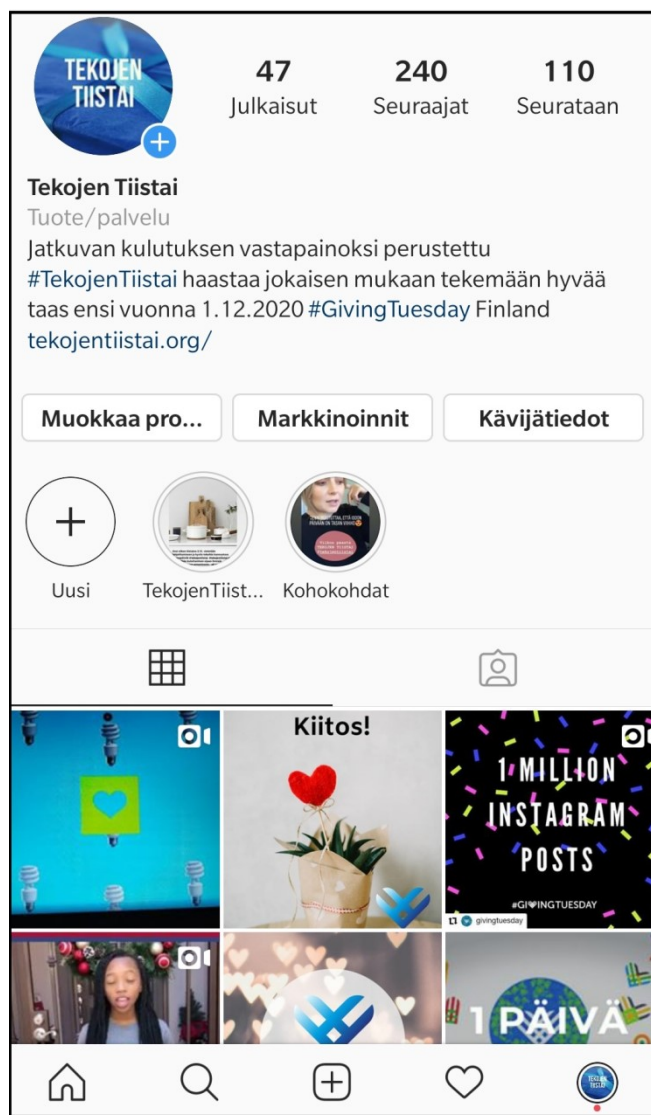 TEKOJEN
TIISTAI
47
240
110
Julkaisut
Seuraajat
Seurataan
Tekojen Tiistai
Tuote/palvelu
Jatkuvan kulutuksen vastapainoksi perustettu
#TekojenTiistai haastaa jokaisen mukaan tekemään hyvää
taas ensi vuonna 1.12.2020 #GivingTuesday Finland
tekojentiistai.org/
Muokkaa pro...
Markkinoinnit
Kävijätiedot
Uusi
TekojenTiist...
Kohokohdat
Kiitos!
1 MILLION
INSTAGRAM
POSTS
#GIVINGTUESDAY
givingtuesday
1 PÄIVÄ